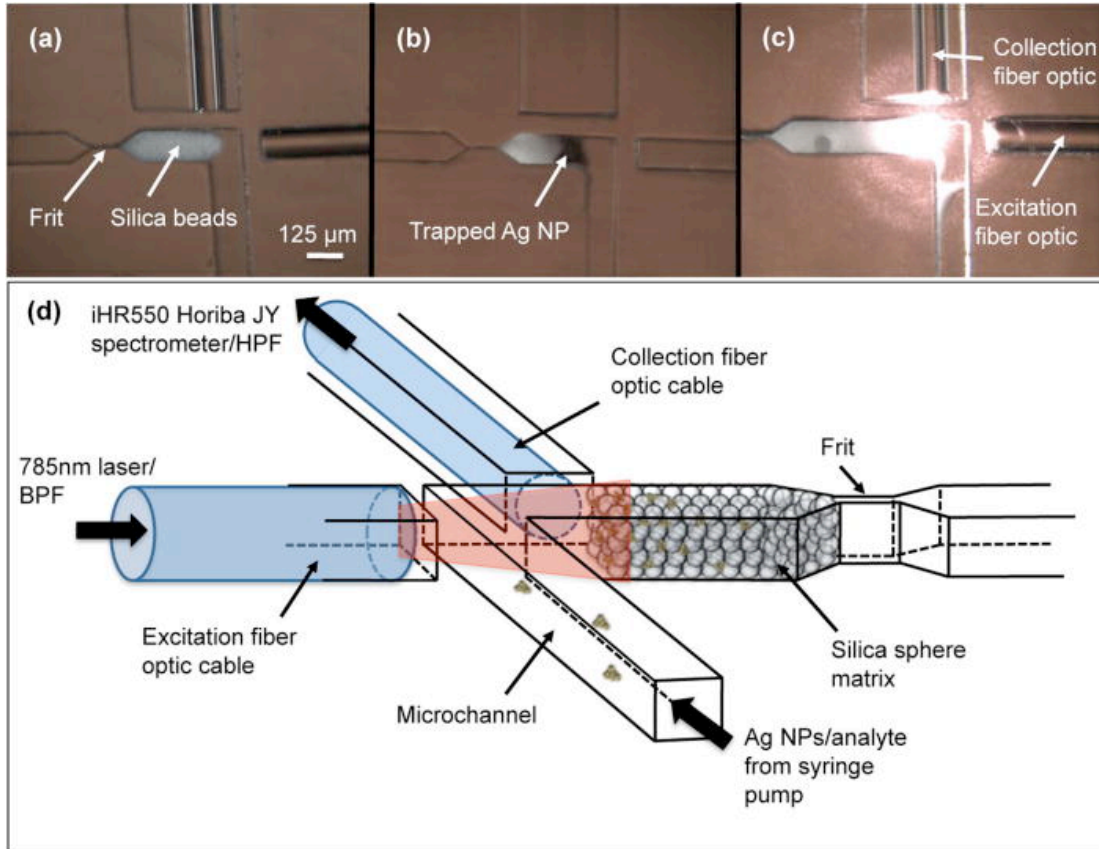 (a)
Frit
Silica beads
125 µm
(b)
Trapped Ag NP
(c)
Collection
fiber optic
Excitation
fiber optic
(d)
iHR550 Horiba JY
spectrometer/HPF
Collection fiber
optic cable
Frit
785nm laser/
BPF
Excitation fiber
optic cable
Silica sphere
matrix
Microchannel
Ag NPs/analyte
from syringe
pump